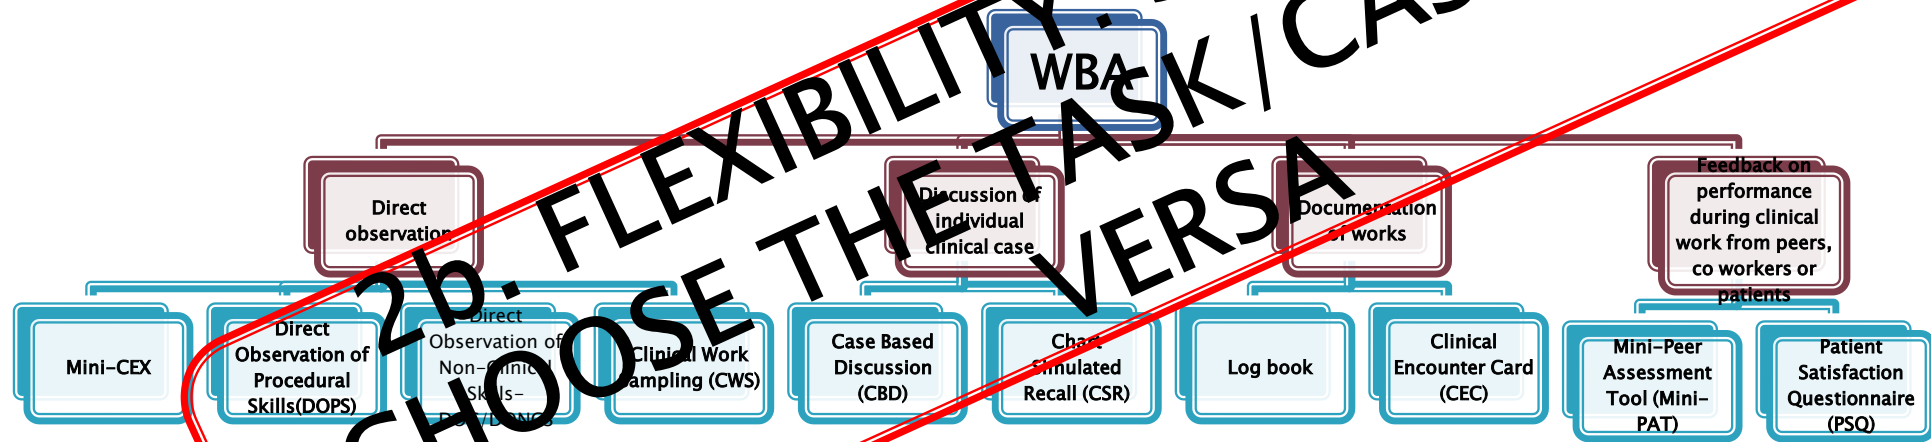 WBA
Direct
observation
Discussion of
individual
clinical case
Documentation
of works
Feedback on
performance
during clinical
work from peers,
co workers or
patients
Mini-CEX
Direct
Observation of
Procedural
Skills(DOPS)
Direct
Observation of
Non-Clinical
Skills-
Clinical Work
Sampling (CWS)
Case Based
Discussion
(CBD)
Chart
Simulated
Recall (CSR)
Log book
Clinical
Encounter Card
(CEC)
Mini-Peer
Assessment
Tool (Mini-
PAT)
Patient
Satisfaction
Questionnaire
(PSQ)
2b. FLEXIBILITY:
CHOOSE THE TASK/CAS
VERSA